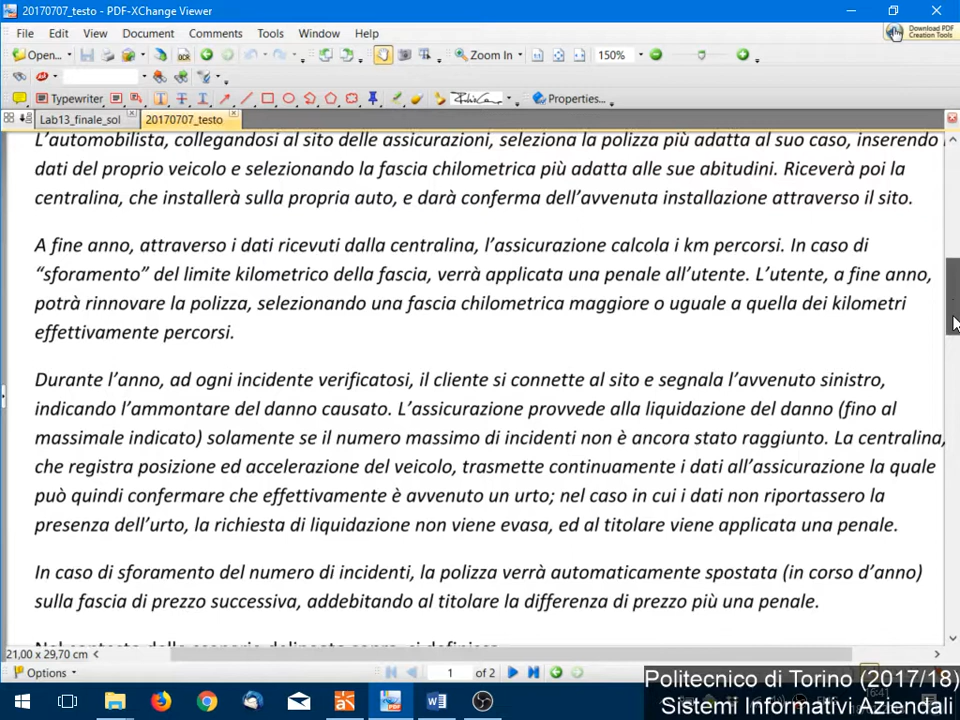 20170707_testo - PDF-XChange Viewer
File Edit View Document Comments Tools Window Help
Download PDF
Creation Tools
Open... OCR Zoom In 150%
Typewriter Properties...
Lab13_finale_sol 20170707_testo
L'automobilista, collegandosi al sito delle assicurazioni, seleziona la polizza più adatta al suo caso, inserendo
dati del proprio veicolo e selezionando la fascia chilometrica più adatta alle sue abitudini. Riceverà poi la
centralina, che installerà sulla propria auto, e darà conferma dell'avvenuta installazione attraverso il sito.
A fine anno, attraverso i dati ricevuti dalla centralina, l'assicurazione calcola i km percorsi. In caso di
"sforamento" del limite kilometrico della fascia, verrà applicata una penale all'utente. L'utente, a fine anno,
potrà rinnovare la polizza, selezionando una fascia chilometrica maggiore o uguale a quella dei kilometri
effettivamente percorsi.
Durante l'anno, ad ogni incidente verificatosi, il cliente si connette al sito e segnala l'avvenuto sinistro,
indicando l'ammontare del danno causato. L'assicurazione provvede alla liquidazione del danno (fino al
massimale indicato) solamente se il numero massimo di incidenti non è ancora stato raggiunto. La centralina,
che registra posizione ed accelerazione del veicolo, trasmette continuamente i dati all'assicurazione la quale
può quindi confermare che effettivamente è avvenuto un urto; nel caso in cui i dati non riportassero la
presenza dell'urto, la richiesta di liquidazione non viene evasa, ed al titolare viene applicata una penale.
In caso di sforamento del numero di incidenti, la polizza verrà automaticamente spostata (in corso d'anno)
sulla fascia di prezzo successiva, addebitando al titolare la differenza di prezzo più una penale.
21,00 x 29,70 cm
Options 1 of 2
Politecnico di Torino (2017/18)
Sistemi Informativi Aziendali